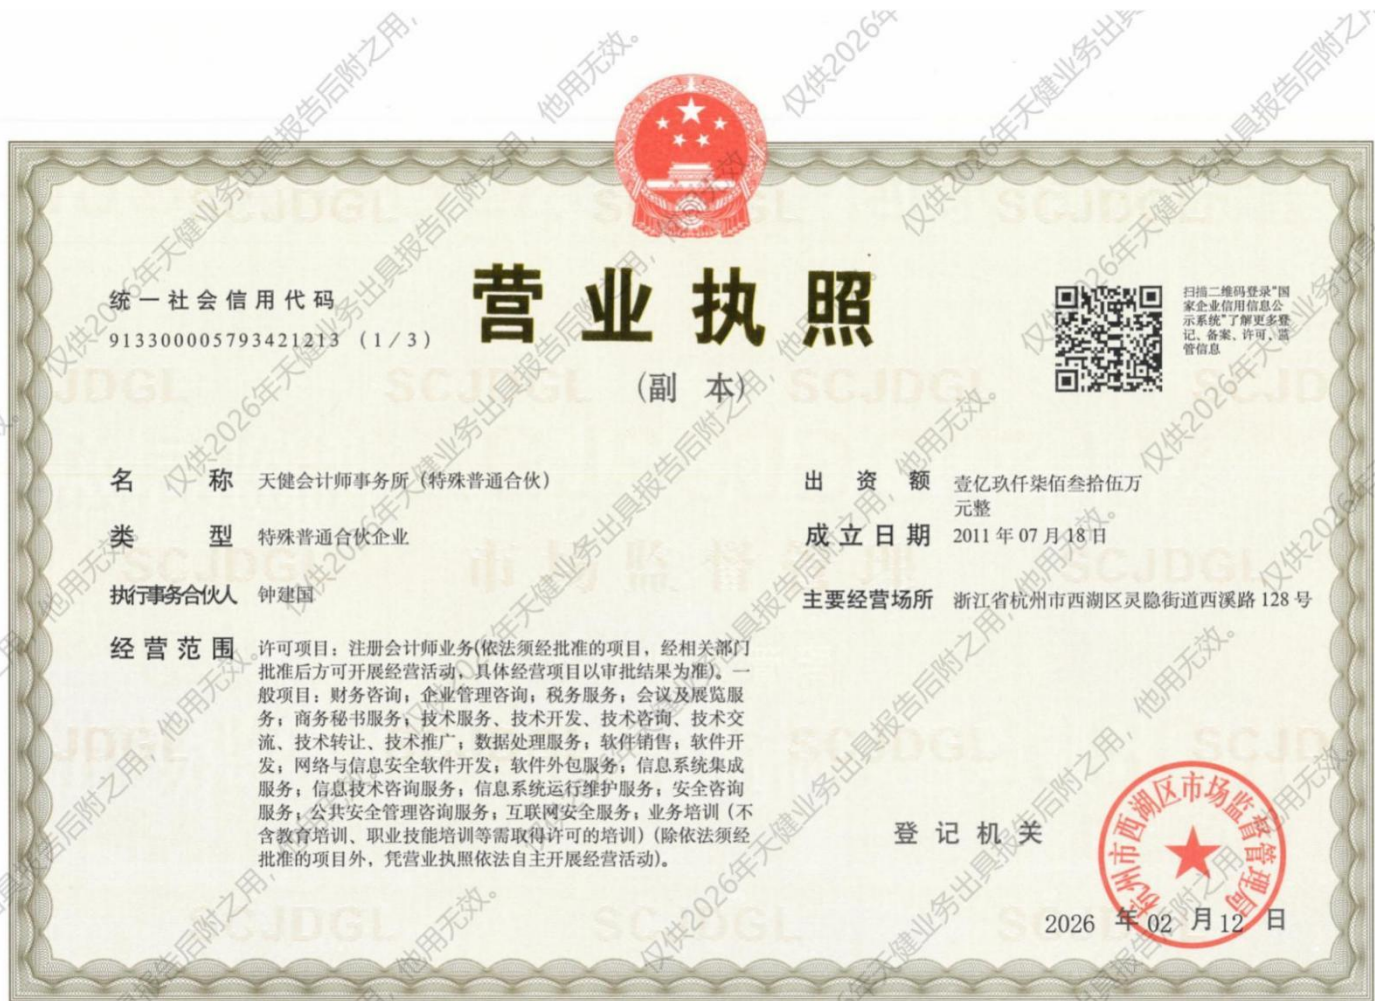 营业执照
（副 本）
统一社会信用代码
913300005793421213 (1/3)
扫描二维码登录“国
家企业信用信息公
示系统”了解更多登
记、备案、许可、监
管信息
名 称 天健会计师事务所（特殊普通合伙）
类 型 特殊普通合伙企业
执行事务合伙人 钟建国
经营范围 许可项目：注册会计师业务(依法须经批准的项目，经相关部门
批准后方可开展经营活动，具体经营项目以审批结果为准)。一
般项目：财务咨询；企业管理咨询；税务服务；会议及展览服
务；商务秘书服务；技术服务、技术开发、技术咨询、技术交
流、技术转让、技术推广；数据处理服务；软件销售；软件开
发；网络与信息安全软件开发；软件外包服务；信息系统集成
服务；信息技术咨询服务；信息系统运行维护服务；安全咨询
服务；公共安全管理咨询服务；互联网安全服务；业务培训（不
含教育培训、职业技能培训等需取得许可的培训）(除依法须经
批准的项目外，凭营业执照依法自主开展经营活动)。
出 资 额 壹亿玖仟柒佰叁拾伍万
元整
成立日期 2011 年 07 月 18 日
主要经营场所 浙江省杭州市西湖区灵隐街道西溪路 128 号
登记机关
杭州市西湖区市场监督管理局
2026 年 02 月 12 日
仅供2026年天健业务出具报告后附之用，他用无效。
SCJDGL
市场监督管理